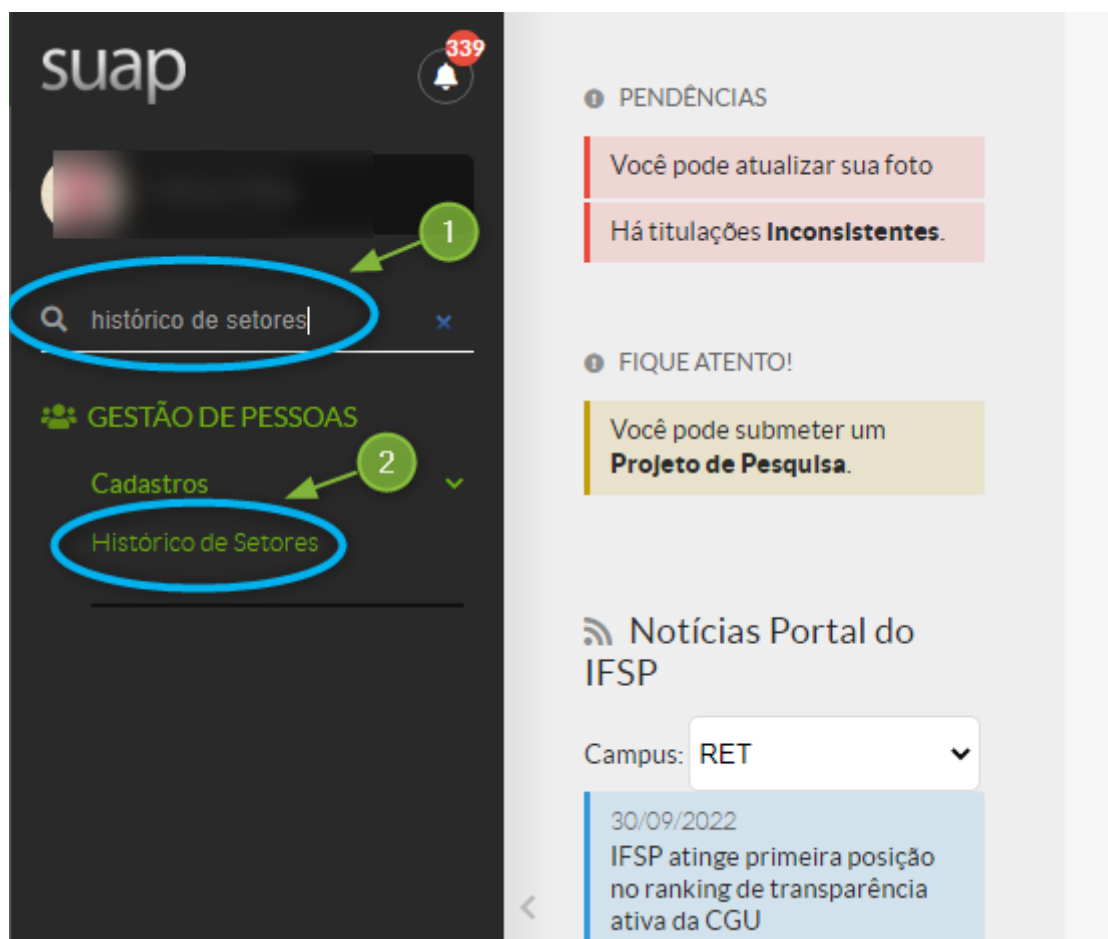 suap
339
1
histórico de setores
GESTÃO DE PESSOAS
2
Cadastros
Histórico de Setores
PENDÊNCIAS
Você pode atualizar sua foto
Há titulações inconsistentes.
FIQUE ATENTO!
Você pode submeter um
Projeto de Pesquisa.
Notícias Portal do
IFSP
Campus: RET
30/09/2022
IFSP atinge primeira posição
no ranking de transparência
ativa da CGU